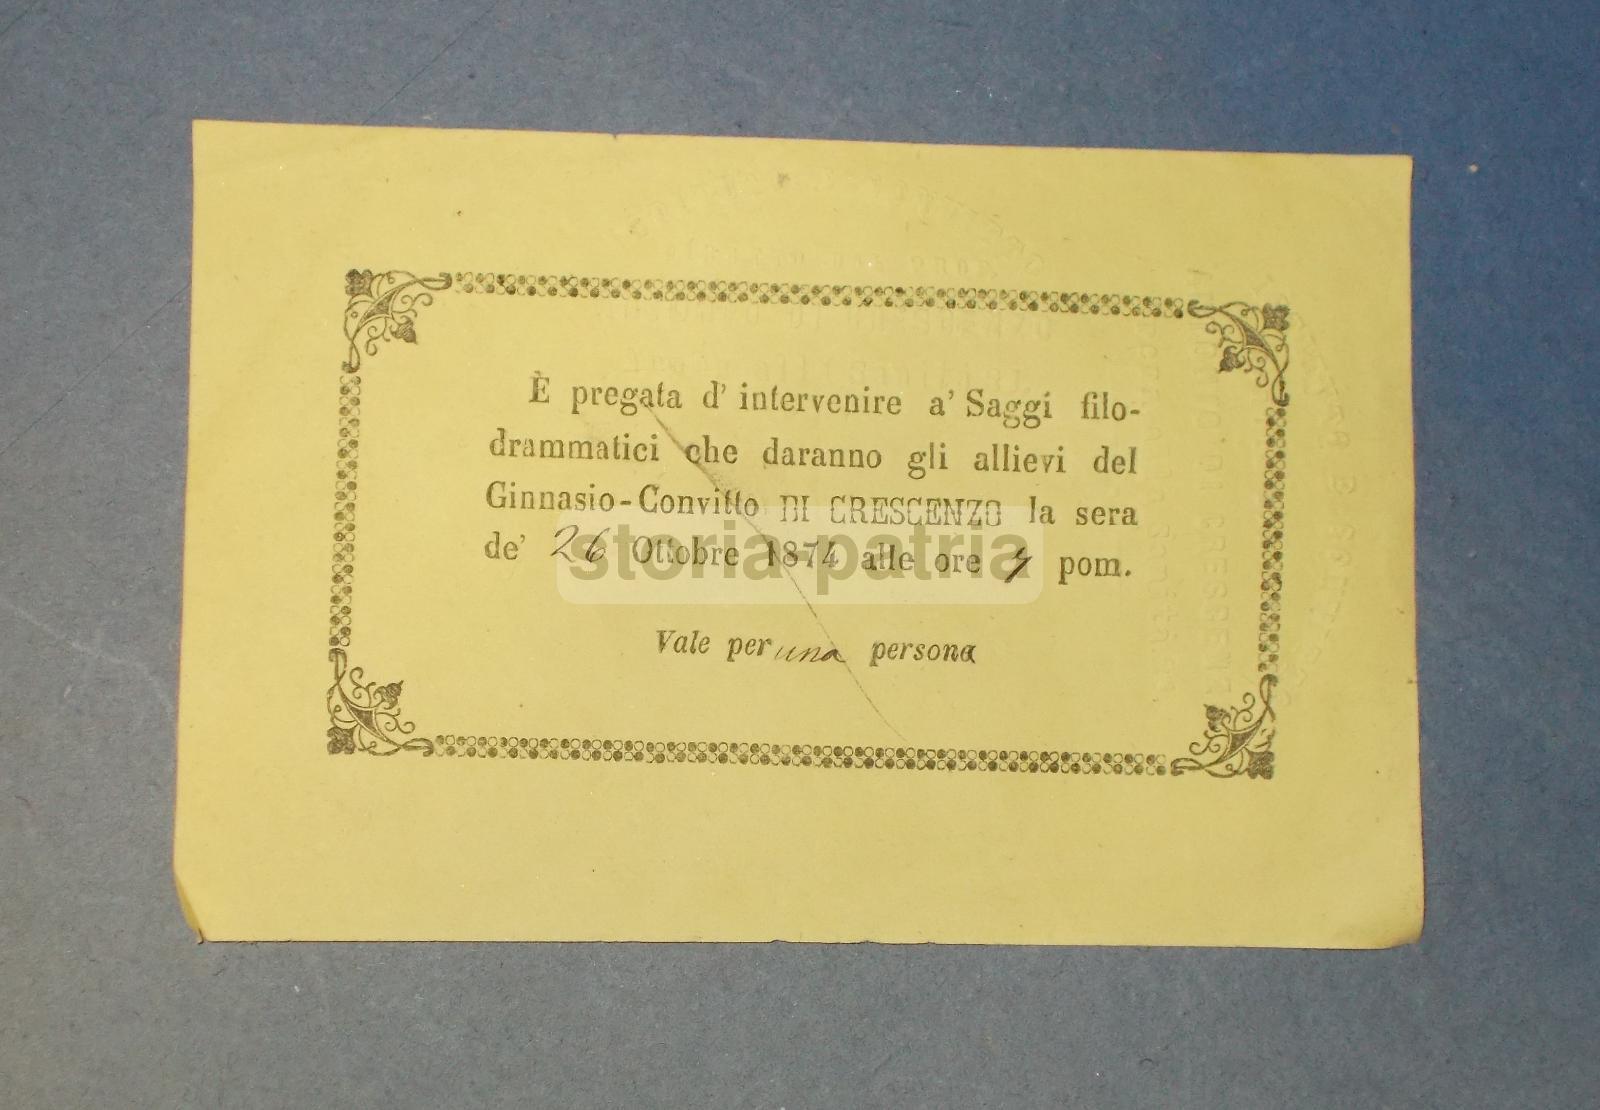 È pregata d' intervenire a' Saggi filo-
drammatici che daranno gli allievi del
Ginnasio-Convitto DI CRESCENZO la sera
de' 26 Ottobre 1874 alle ore pom.
Vale per una persona
storia-patria